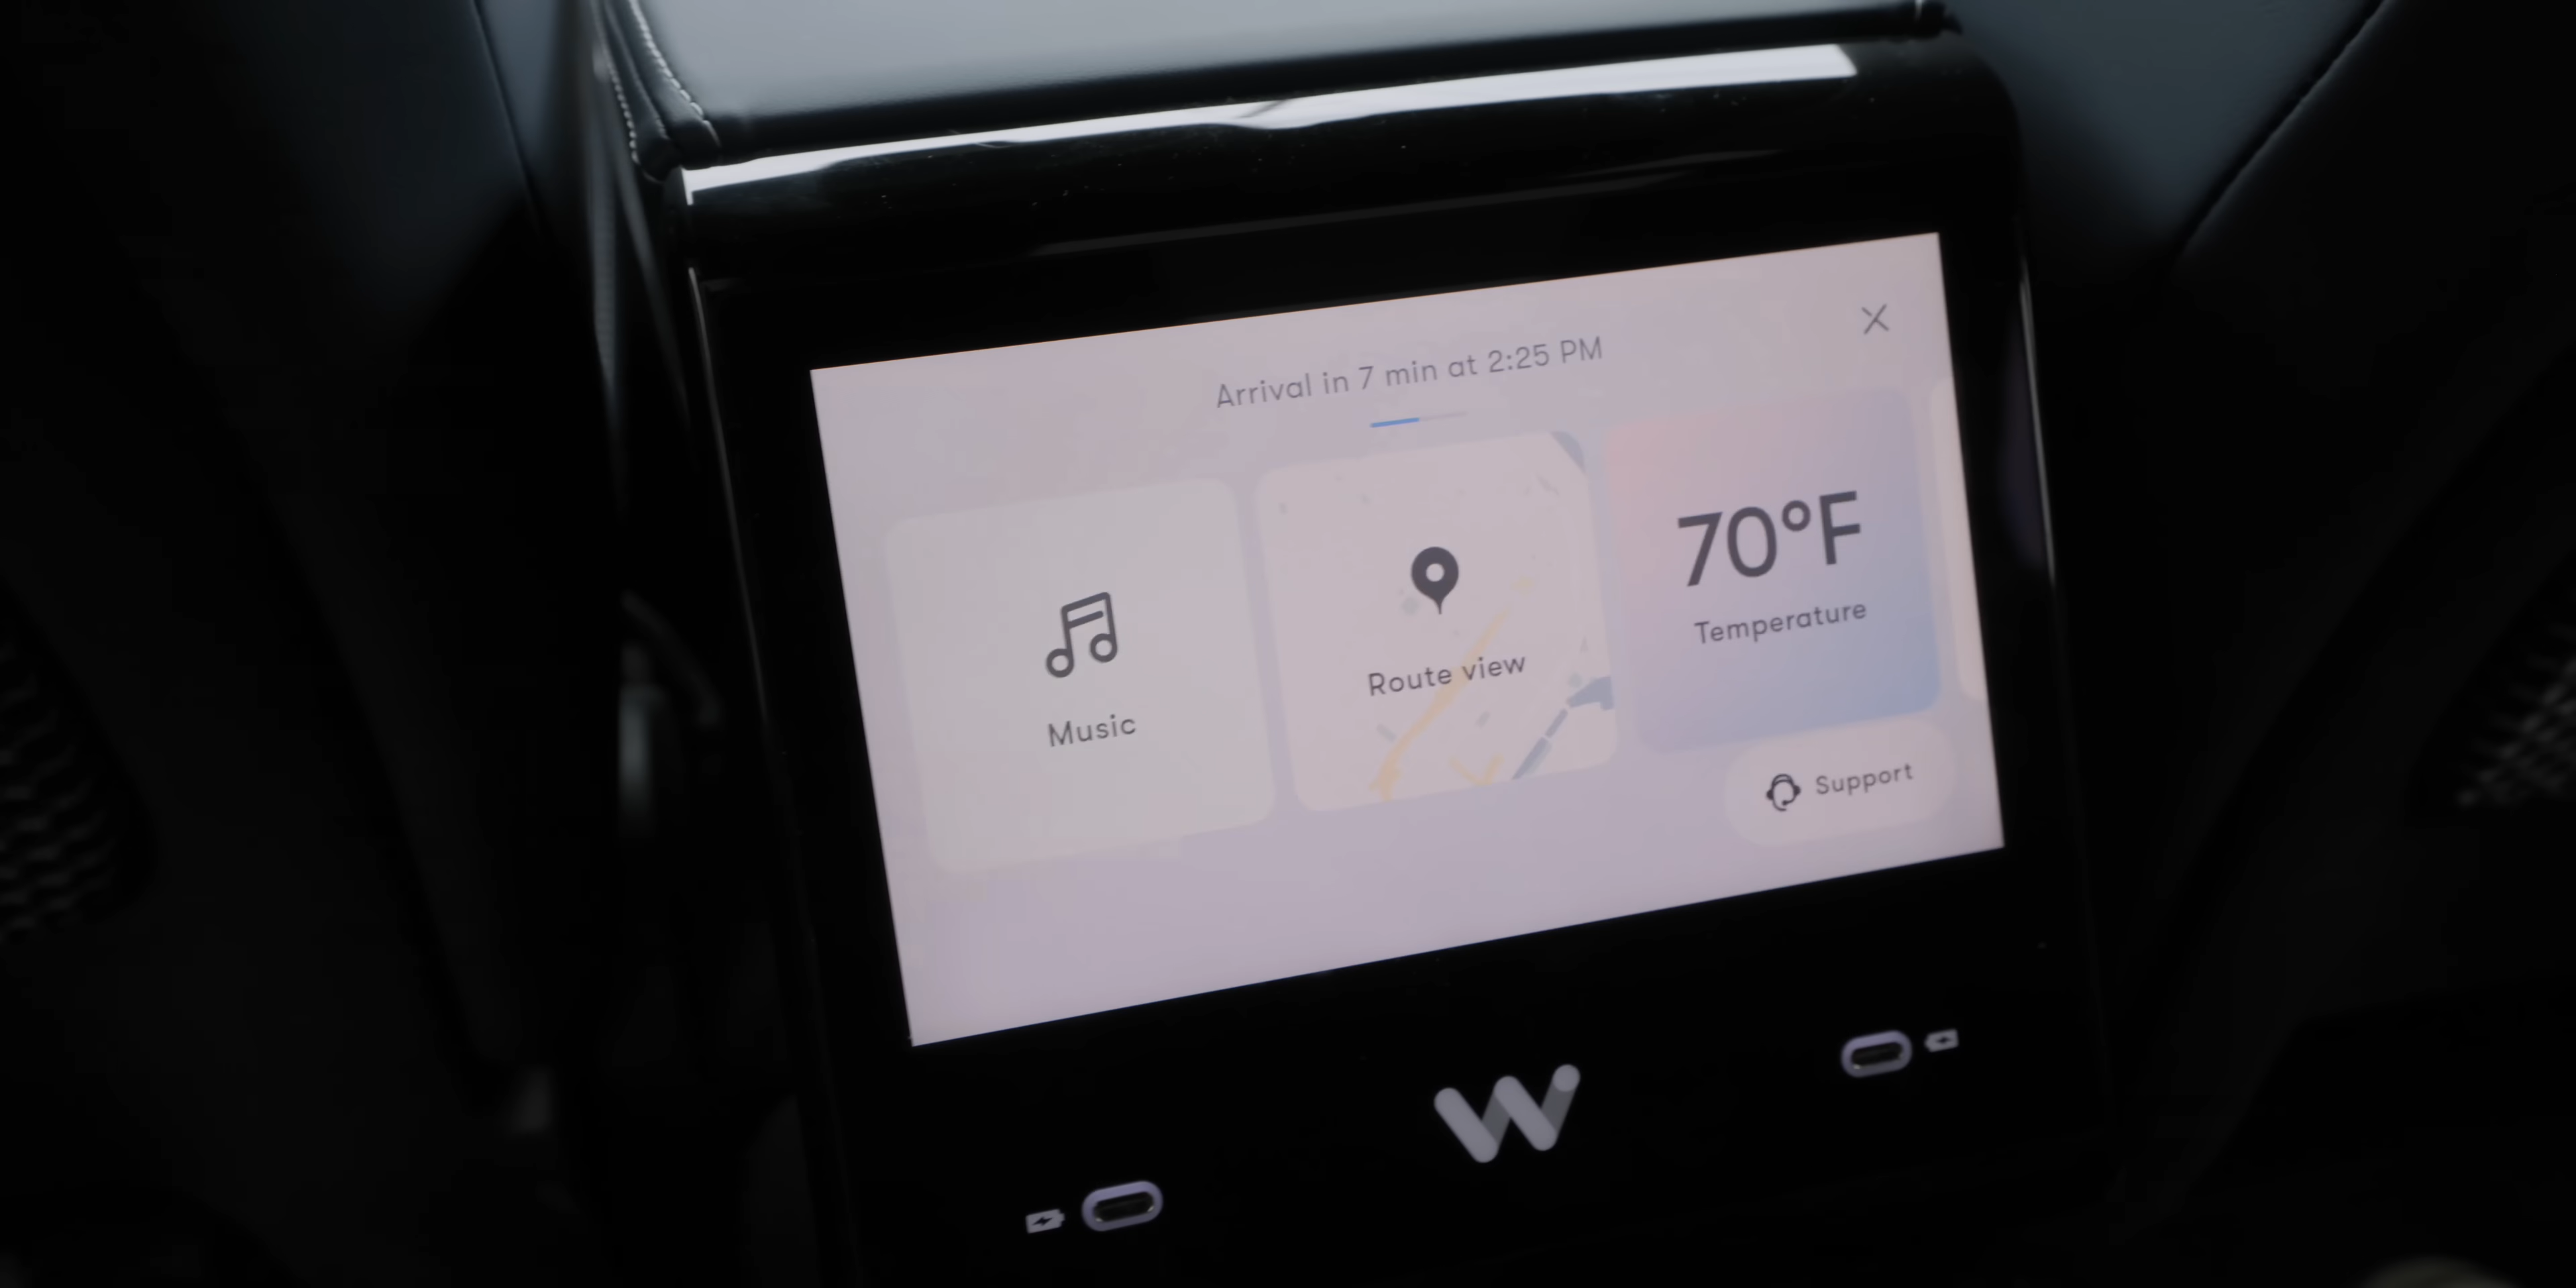 Arrival in 7 min at 2:25 PM
Music
Route view
70°F
Temperature
Support
W